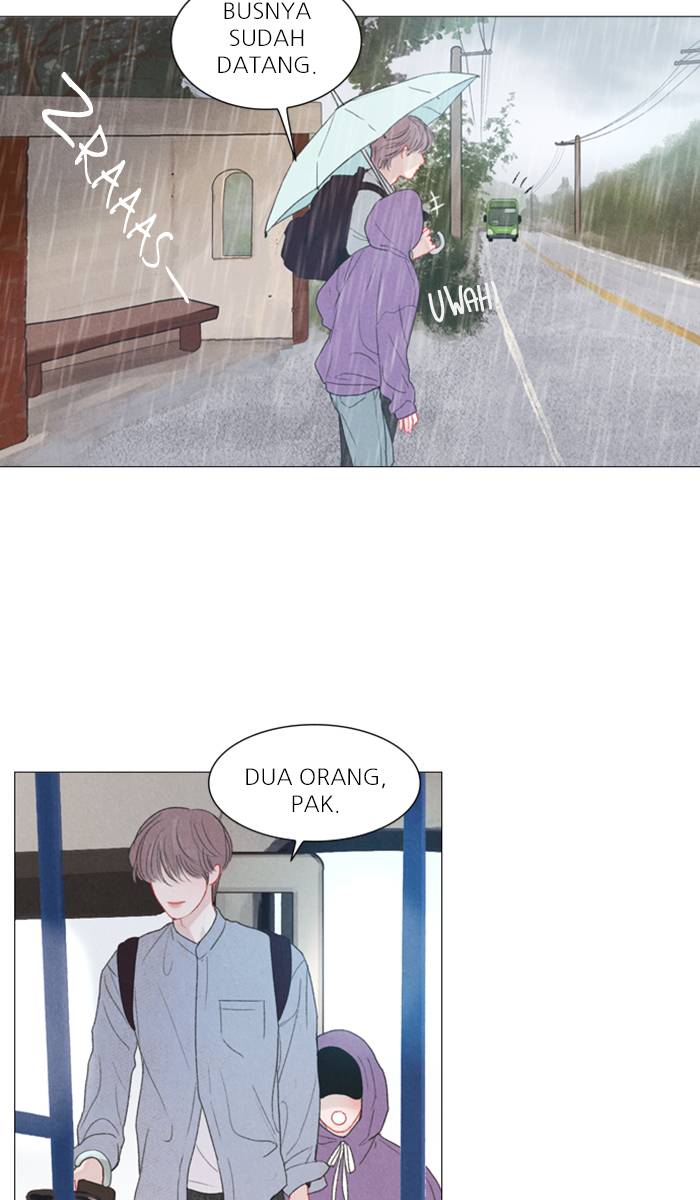 BUSNYA
SUDAH
DATANG.
ZRAAAS—
UWAH!
DUA ORANG,
PAK.